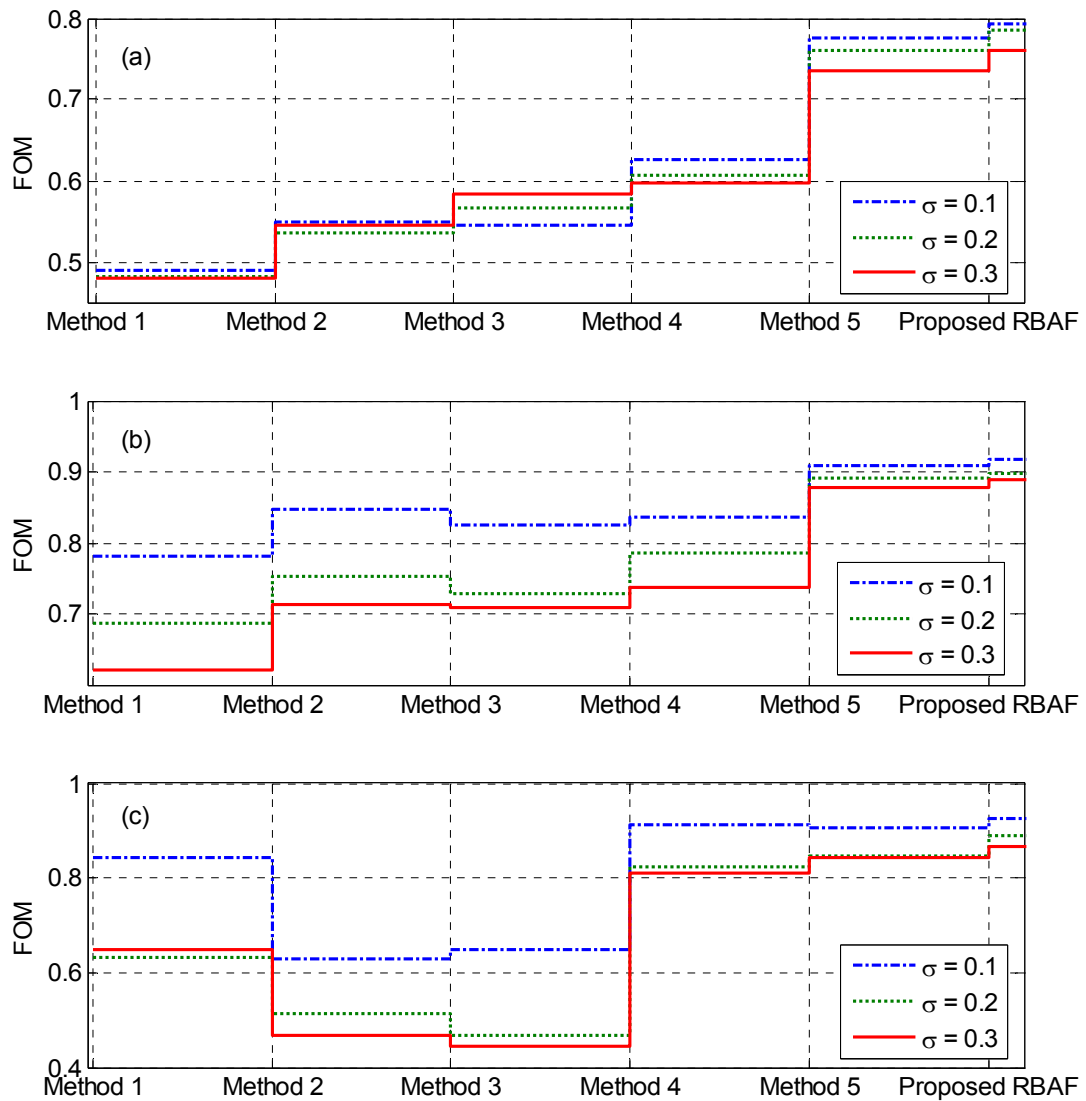 0.8
(a)
0.7
FOM
0.6
0.5
σ = 0.1
σ = 0.2
σ = 0.3
Method 1 Method 2 Method 3 Method 4 Method 5 Proposed RBAF
1
(b)
0.9
FOM
0.8
0.7
σ = 0.1
σ = 0.2
σ = 0.3
Method 1 Method 2 Method 3 Method 4 Method 5 Proposed RBAF
1
(c)
0.8
FOM
0.6
0.4
σ = 0.1
σ = 0.2
σ = 0.3
Method 1 Method 2 Method 3 Method 4 Method 5 Proposed RBAF